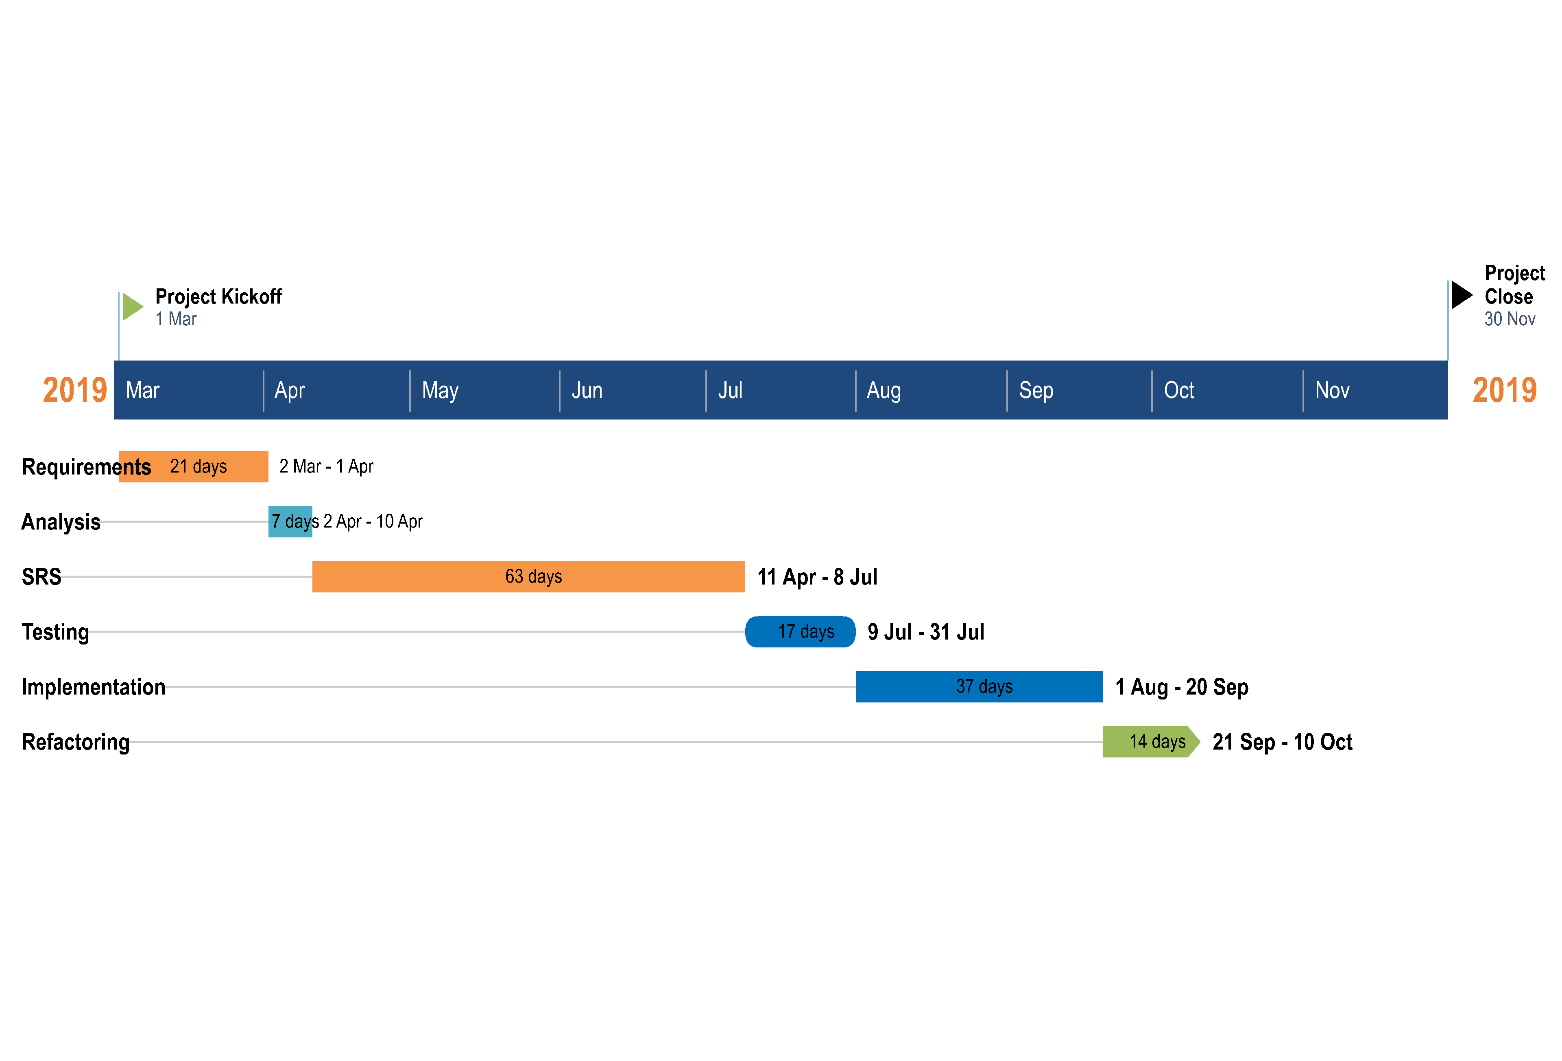 Project Kickoff
1 Mar
Project
Close
30 Nov
2019 Mar Apr May Jun Jul Aug Sep Oct Nov 2019
Requirements 21 days 2 Mar - 1 Apr
Analysis 7 days 2 Apr - 10 Apr
SRS 63 days 11 Apr - 8 Jul
Testing 17 days 9 Jul - 31 Jul
Implementation 37 days 1 Aug - 20 Sep
Refactoring 14 days 21 Sep - 10 Oct